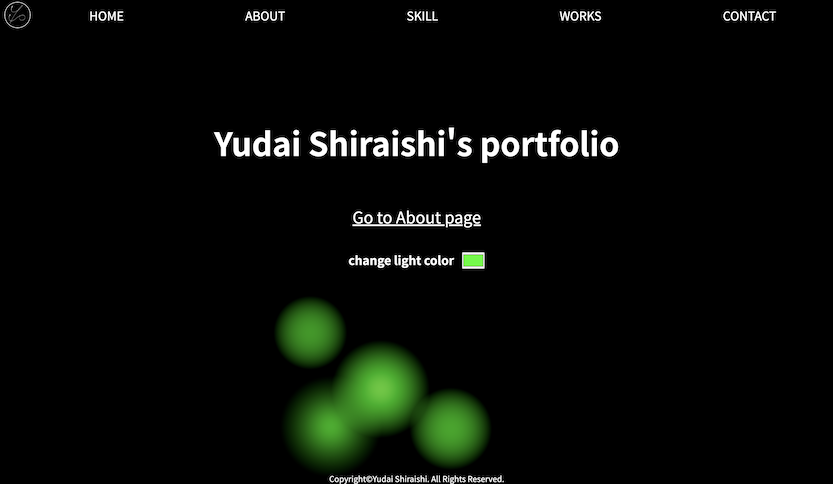 HOME ABOUT SKILL WORKS CONTACT
Yudai Shiraishi's portfolio
Go to About page
change light color
Copyright©Yudai Shiraishi. All Rights Reserved.